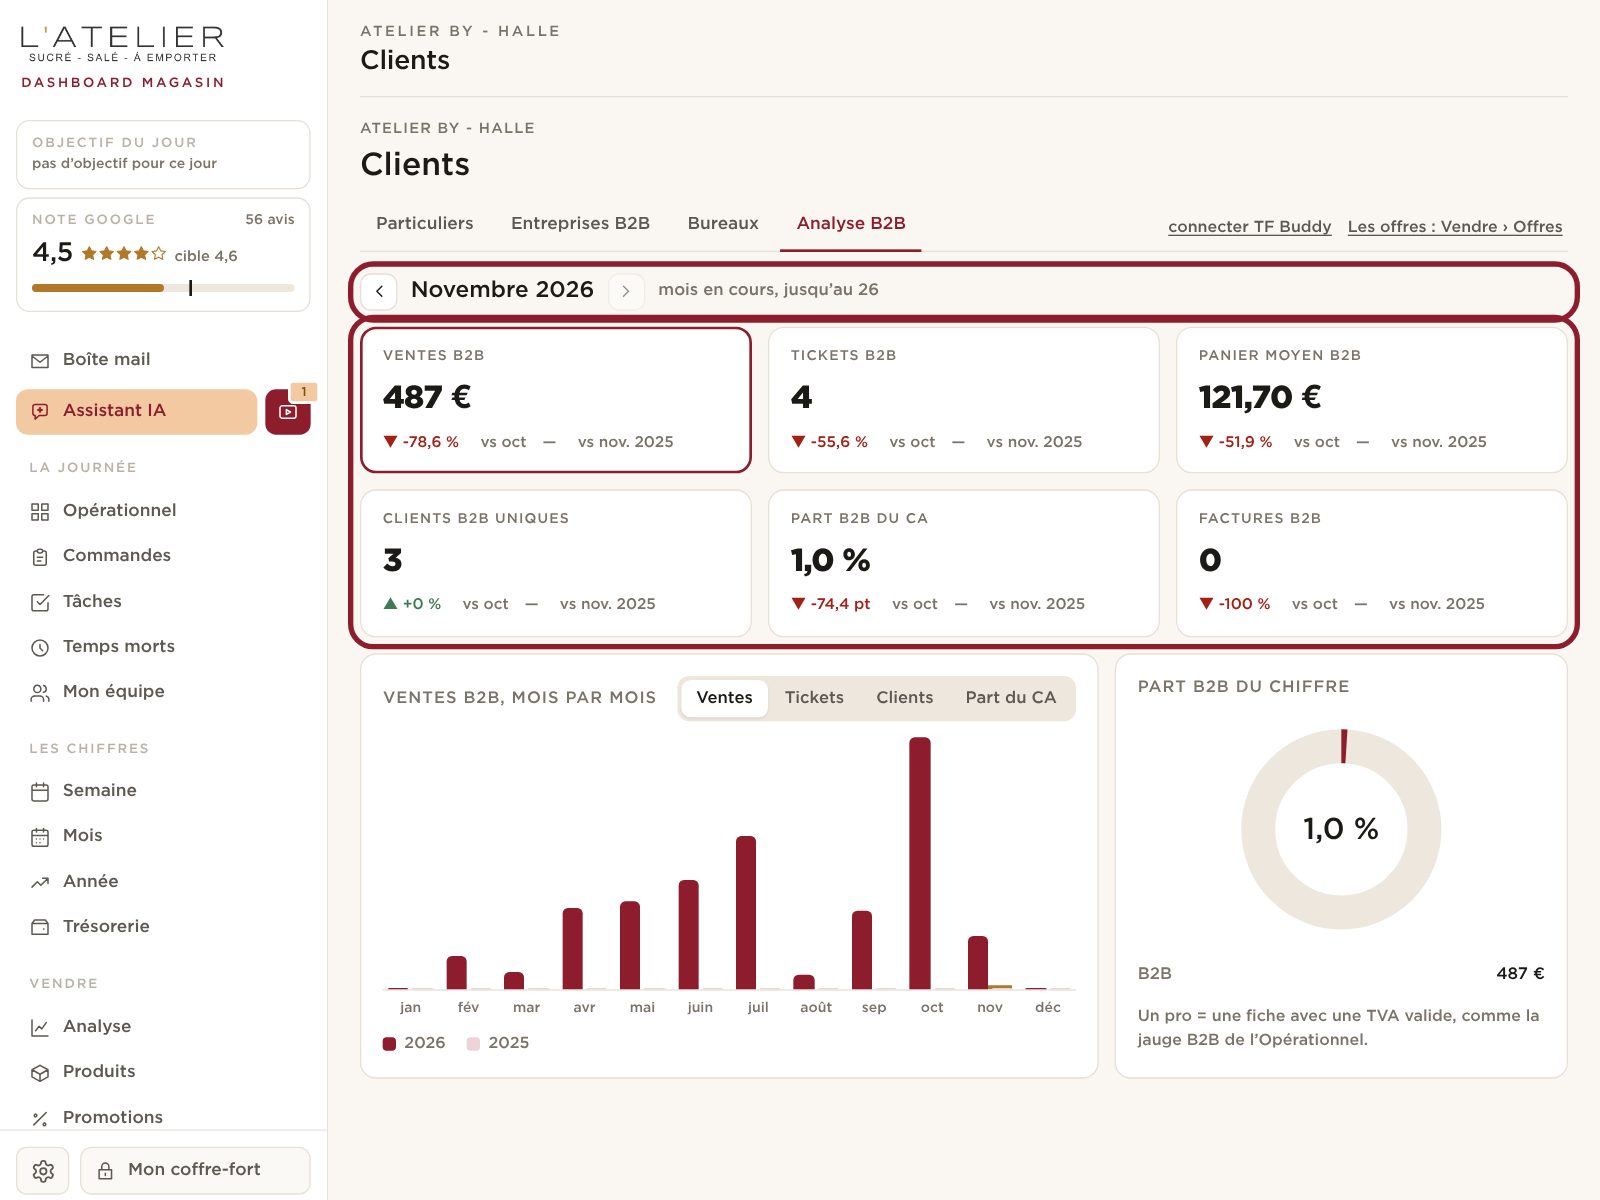 L'ATELIER
SUCRÉ - SALÉ - À EMPORTER
DASHBOARD MAGASIN
OBJECTIF DU JOUR
pas d’objectif pour ce jour
NOTE GOOGLE 56 avis
4,5 cible 4,6
Boîte mail
Assistant IA 1
LA JOURNÉE
Opérationnel
Commandes
Tâches
Temps morts
Mon équipe
LES CHIFFRES
Semaine
Mois
Année
Trésorerie
VENDRE
Analyse
Produits
Promotions
Mon coffre-fort
ATELIER BY - HALLE
Clients
ATELIER BY - HALLE
Clients
Particuliers Entreprises B2B Bureaux Analyse B2B connecter TF Buddy Les offres : Vendre › Offres
Novembre 2026 mois en cours, jusqu’au 26
VENTES B2B
487 €
▼ -78,6 % vs oct — vs nov. 2025
TICKETS B2B
4
▼ -55,6 % vs oct — vs nov. 2025
PANIER MOYEN B2B
121,70 €
▼ -51,9 % vs oct — vs nov. 2025
CLIENTS B2B UNIQUES
3
▲ +0 % vs oct — vs nov. 2025
PART B2B DU CA
1,0 %
▼ -74,4 pt vs oct — vs nov. 2025
FACTURES B2B
0
▼ -100 % vs oct — vs nov. 2025
VENTES B2B, MOIS PAR MOIS Ventes Tickets Clients Part du CA
jan fév mar avr mai juin juil août sep oct nov déc
2026 2025
PART B2B DU CHIFFRE
1,0 %
B2B 487 €
Un pro = une fiche avec une TVA valide, comme la
jauge B2B de l’Opérationnel.